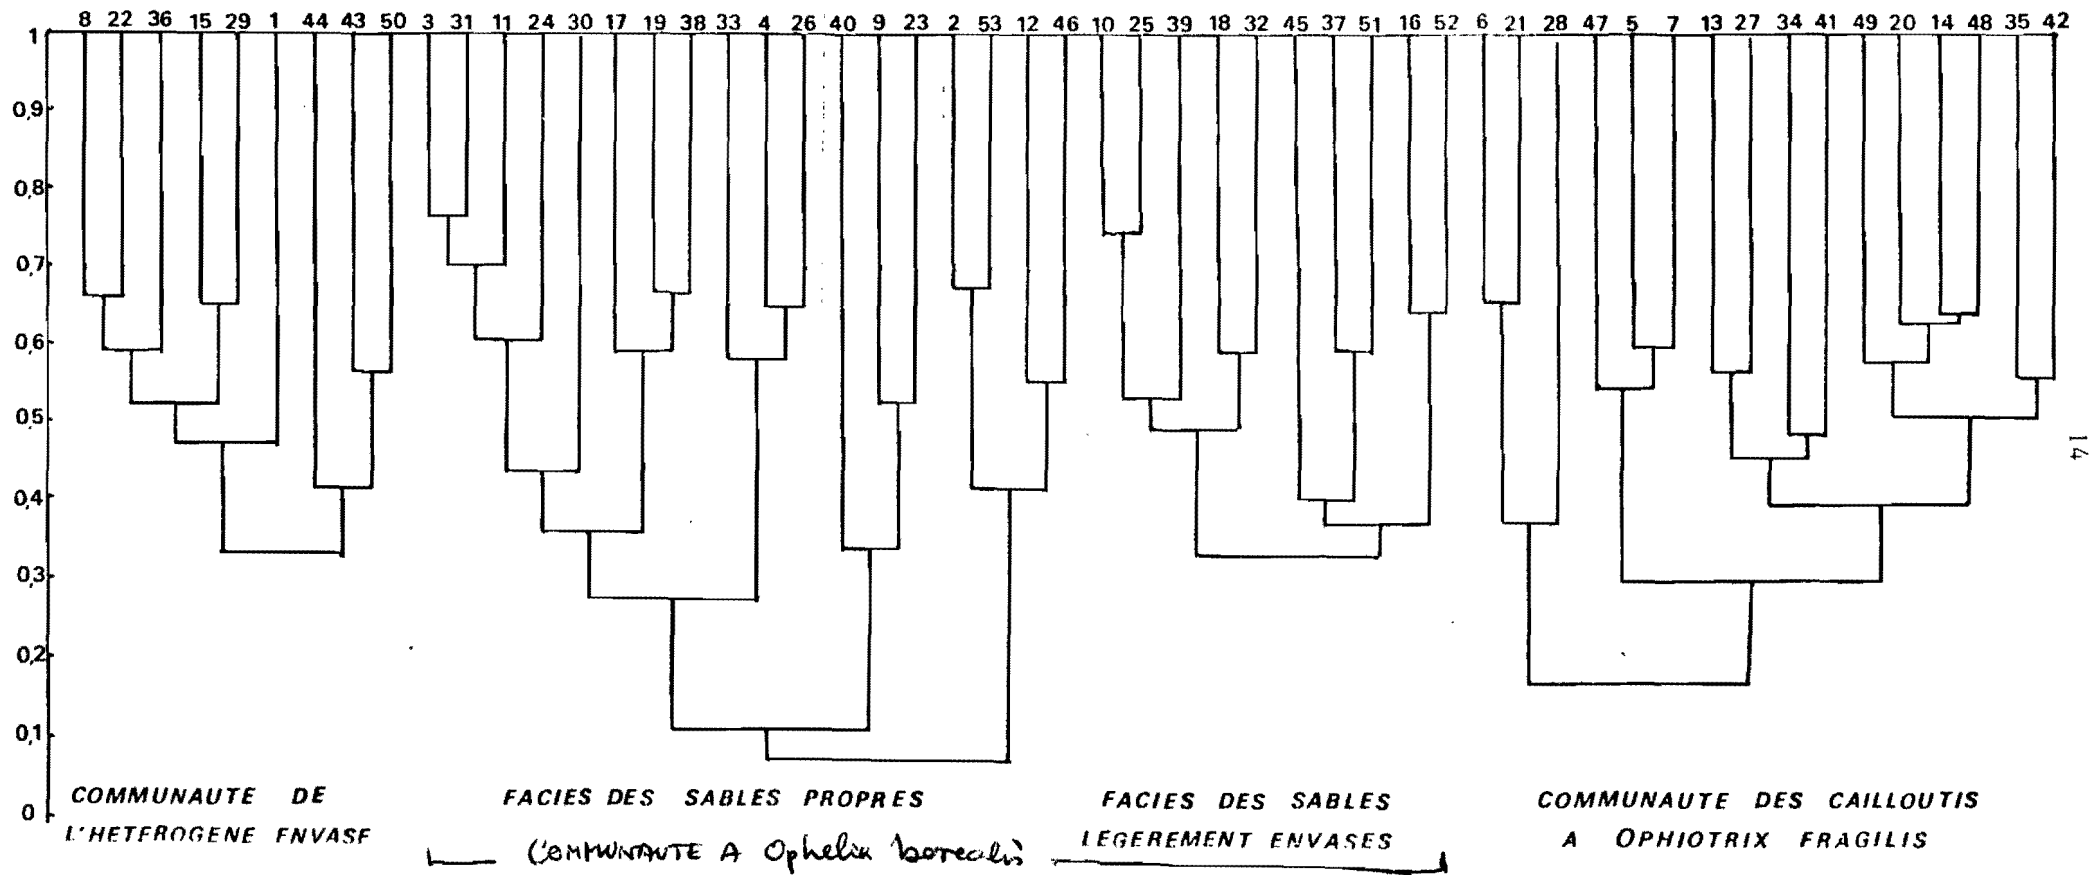 8 22 36 15 29 1 44 43 50 3 31 11 24 30 17 19 38 33 4 26 40 9 23 2 53 12 46 10 25 39 18 32 45 37 51 16 52 6 21 28 47 5 7 13 27 34 41 49 20 14 48 35 42
1
0,9
0,8
0,7
0,6
0,5
0,4
0,3
0,2
0,1
0
14
COMMUNAUTE DE
L'HETEROGENE ENVASE
FACIES DES SABLES PROPRES
FACIES DES SABLES
LEGEREMENT ENVASES
COMMUNAUTE A Ophelia borealis
COMMUNAUTE DES CAILLOUTIS
A OPHIOTRIX FRAGILIS